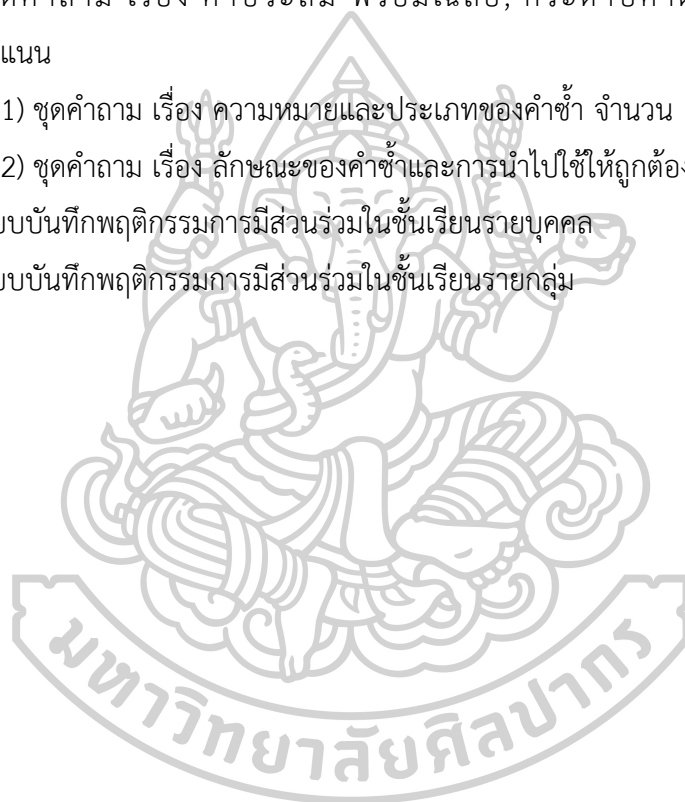 คำถาม เรื่อง คำประสม พร้อมเฉลย, กระดาษคำ
แนน
1) ชุดคำถาม เรื่อง ความหมายและประเภทของคำซ้ำ จำนวน
2) ชุดคำถาม เรื่อง ลักษณะของคำซ้ำและการนำไปใช้ให้ถูกต้อง
บบันทึกพฤติกรรมการมีส่วนร่วมในชั้นเรียนรายบุคคล
บบันทึกพฤติกรรมการมีส่วนร่วมในชั้นเรียนรายกลุ่ม
มหาวิทยาลัยศิลปากร